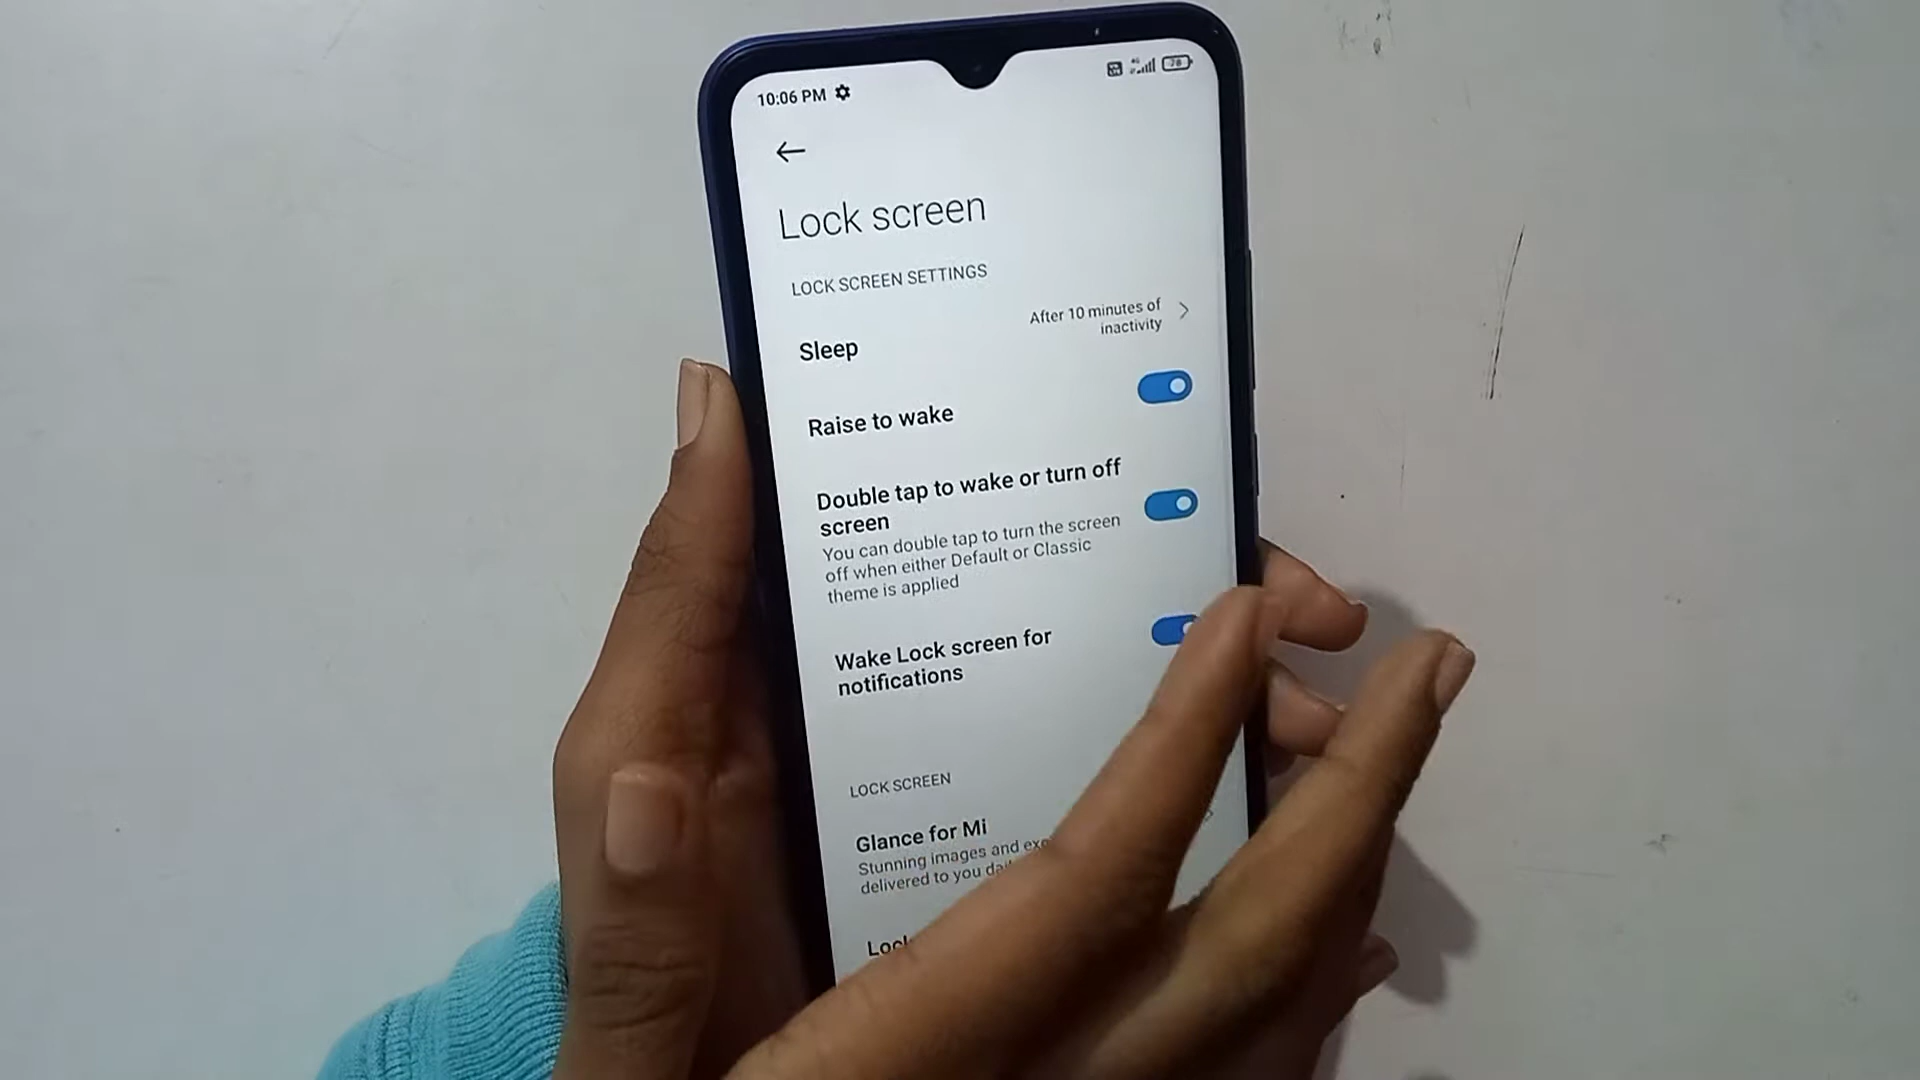 10:06 PM
78
Lock screen
LOCK SCREEN SETTINGS
Sleep
After 10 minutes of
inactivity
Raise to wake
Double tap to wake or turn off
screen
You can double tap to turn the screen
off when either Default or Classic
theme is applied
Wake Lock screen for
notifications
LOCK SCREEN
Glance for Mi
Stunning images and
delivered to you